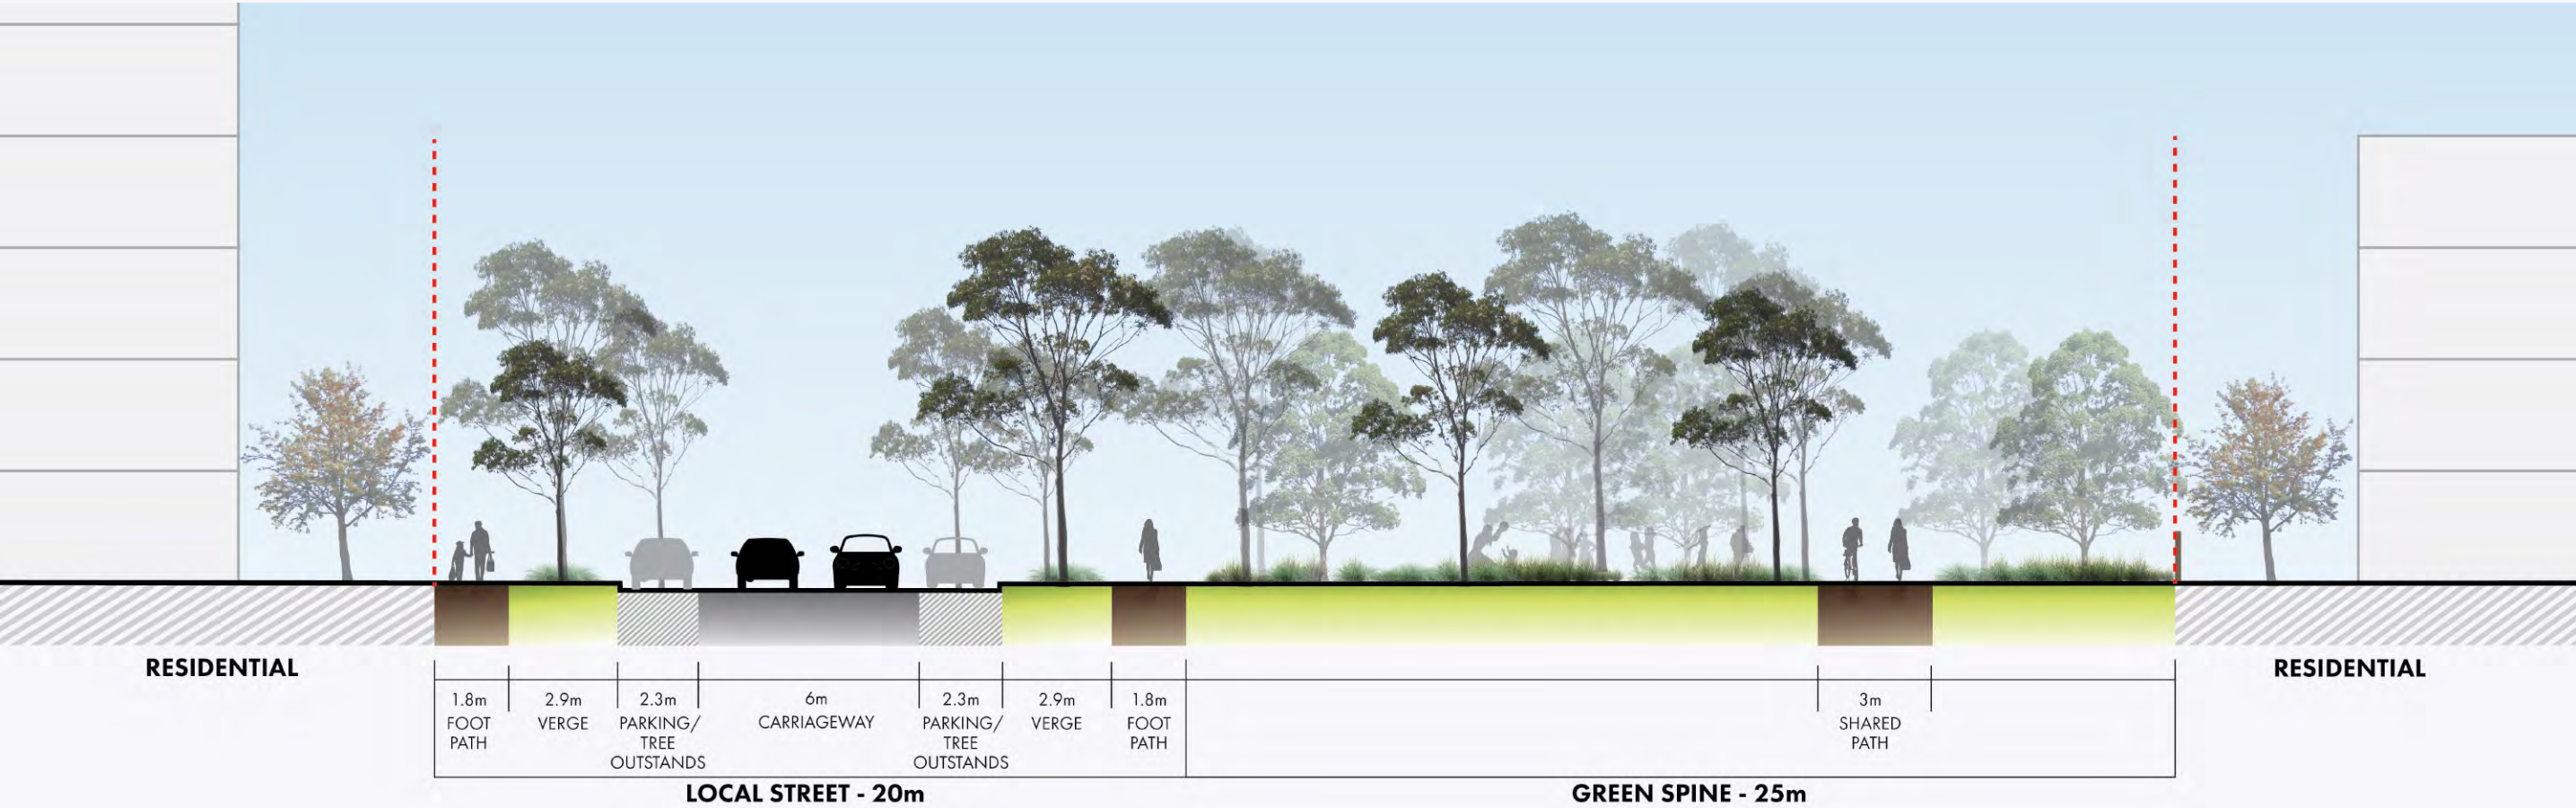 RESIDENTIAL
RESIDENTIAL
1.8m
FOOT
PATH
2.9m
VERGE
2.3m
PARKING/
TREE
OUTSTANDS
6m
CARRIAGEWAY
2.3m
PARKING/
TREE
OUTSTANDS
2.9m
VERGE
1.8m
FOOT
PATH
3m
SHARED
PATH
LOCAL STREET - 20m
GREEN SPINE - 25m